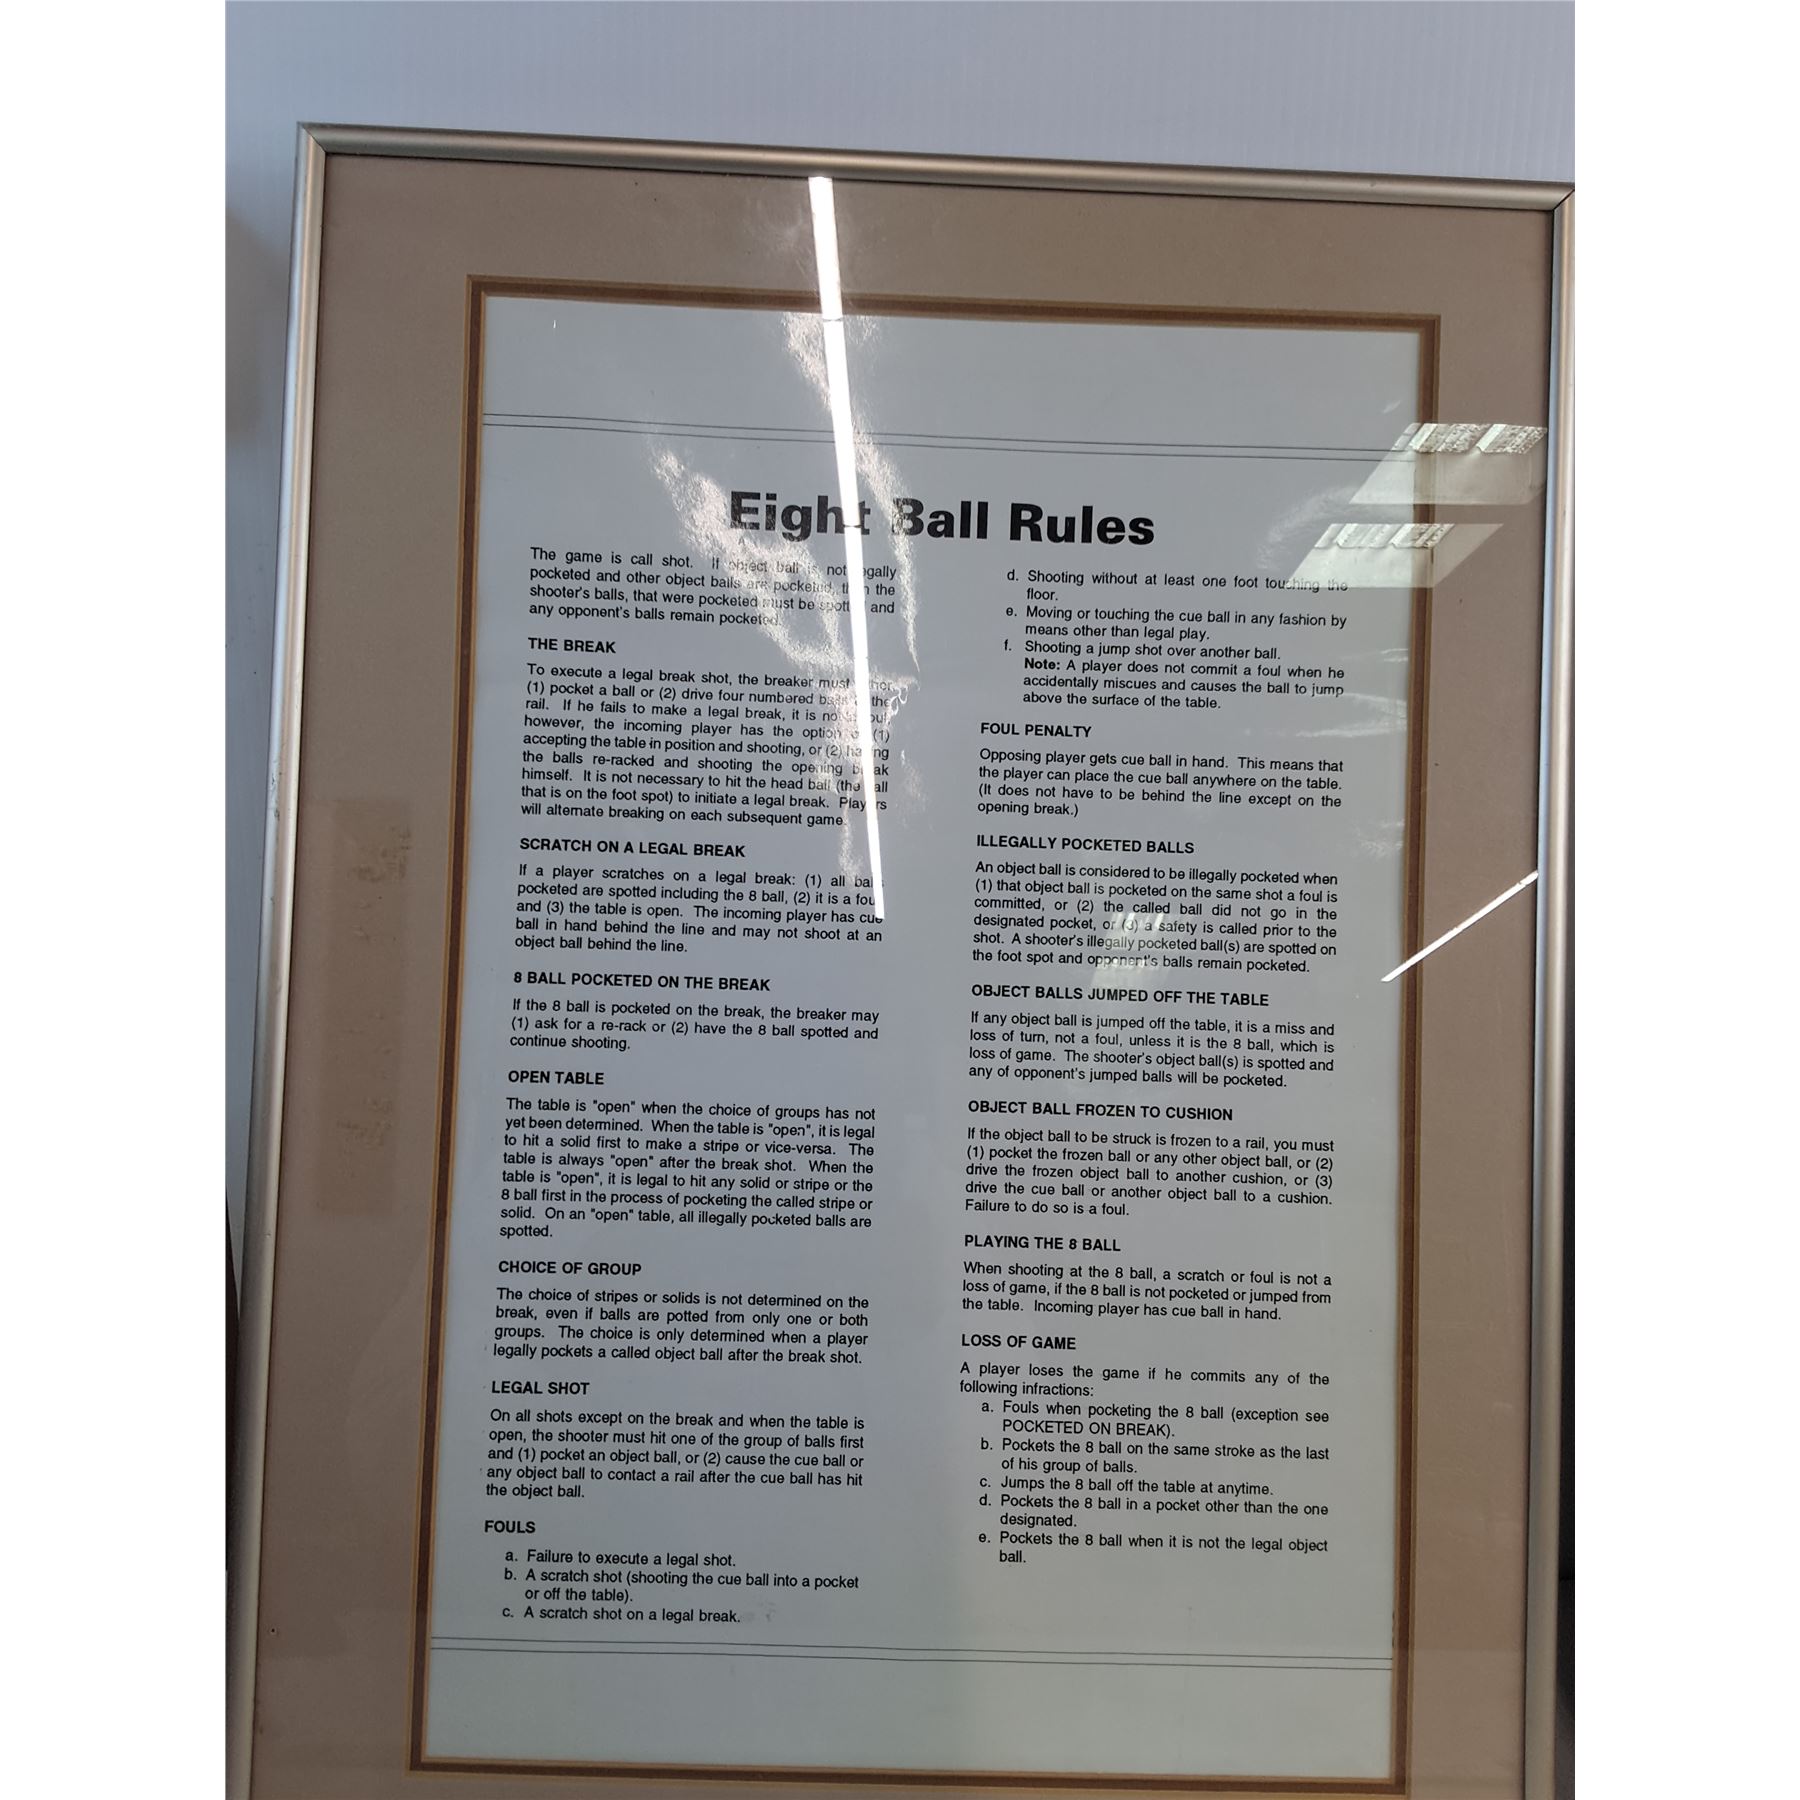 Eight Ball Rules
The game is call shot. If object ball is not
pocketed and other object balls are pocketed, the
shooter's balls, that were pocketed must be and
any opponent's balls remain pocketed
THE BREAK
To execute a legal break shot, the breaker must
(1) pocket a ball or (2) drive four numbered the
rail. If he fails to make a legal break, it is
however, the incoming player has the option (1)
accepting the table in position and shooting, or (2)
the balls re-racked and shooting the opening
himself. It is not necessary to hit the head ball (the
that is on the foot spot) to initiate a legal break. Players
will alternate breaking on each subsequent game.
SCRATCH ON A LEGAL BREAK
If a player scratches on a legal break: (1) all
pocketed are spotted including the 8 ball, (2) it is a
and (3) the table is open. The incoming player has cue
ball in hand behind the line and may not shoot at an
object ball behind the line.
8 BALL POCKETED ON THE BREAK
If the 8 ball is pocketed on the break, the breaker may
(1) ask for a re-rack or (2) have the 8 ball spotted and
continue shooting.
OPEN TABLE
The table is "open" when the choice of groups has not
yet been determined. When the table is "open", it is legal
to hit a solid first to make a stripe or vice-versa. The
table is always "open" after the break shot. When the
table is "open", it is legal to hit any solid or stripe or the
8 ball first in the process of pocketing the called stripe or
solid. On an "open" table, all illegally pocketed balls are
spotted.
CHOICE OF GROUP
The choice of stripes or solids is not determined on the
break, even if balls are potted from only one or both
groups. The choice is only determined when a player
legally pockets a called object ball after the break shot.
LEGAL SHOT
On all shots except on the break and when the table is
open, the shooter must hit one of the group of balls first
and (1) pocket an object ball, or (2) cause the cue ball or
any object ball to contact a rail after the cue ball has hit
the object ball.
FOULS
a. Failure to execute a legal shot.
b. A scratch shot (shooting the cue ball into a pocket
or off the table).
c. A scratch shot on a legal break.
d. Shooting without at least one foot touching the
floor.
e. Moving or touching the cue ball in any fashion by
means other than legal play.
f. Shooting a jump shot over another ball.
Note: A player does not commit a foul when he
accidentally miscues and causes the ball to jump
above the surface of the table.
FOUL PENALTY
Opposing player gets cue ball in hand. This means that
the player can place the cue ball anywhere on the table.
(It does not have to be behind the line except on the
opening break.)
ILLEGALLY POCKETED BALLS
An object ball is considered to be illegally pocketed when
(1) that object ball is pocketed on the same shot a foul is
committed, or (2) the called ball did not go in the
designated pocket, or (3) a safety is called prior to the
shot. A shooter's illegally pocketed ball(s) are spotted on
the foot spot and opponent's balls remain pocketed.
OBJECT BALLS JUMPED OFF THE TABLE
If any object ball is jumped off the table, it is a miss and
loss of turn, not a foul, unless it is the 8 ball, which is
loss of game. The shooter's object ball(s) is spotted and
any of opponent's jumped balls will be pocketed.
OBJECT BALL FROZEN TO CUSHION
If the object ball to be struck is frozen to a rail, you must
(1) pocket the frozen ball or any other object ball, or (2)
drive the frozen object ball to another cushion, or (3)
drive the cue ball or another object ball to a cushion.
Failure to do so is a foul.
PLAYING THE 8 BALL
When shooting at the 8 ball, a scratch or foul is not a
loss of game, if the 8 ball is not pocketed or jumped from
the table. Incoming player has cue ball in hand.
LOSS OF GAME
A player loses the game if he commits any of the
following infractions:
a. Fouls when pocketing the 8 ball (exception see
POCKETED ON BREAK).
b. Pockets the 8 ball on the same stroke as the last
of his group of balls.
c. Jumps the 8 ball off the table at anytime.
d. Pockets the 8 ball in a pocket other than the one
designated.
e. Pockets the 8 ball when it is not the legal object
ball.